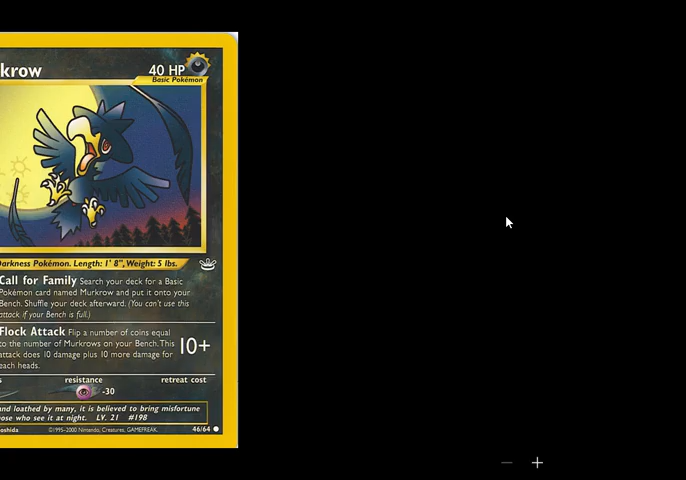 krow 40 HP
Basic Pokémon
Darkness Pokémon. Length: 1' 8", Weight: 5 lbs.
Call for Family Search your deck for a Basic
Pokémon card named Murkrow and put it onto your
Bench. Shuffle your deck afterward. (You can't use this
attack if your Bench is full.)
Flock Attack Flip a number of coins equal
to the number of Murkrows on your Bench. This
attack does 10 damage plus 10 more damage for
each heads.
10+
s resistance retreat cost
-30
and loathed by many, it is believed to bring misfortune
ose who see it at night. LV. 21 #198
oshida ©1995-2000 Nintendo, Creatures, GAMEFREAK. 46/64